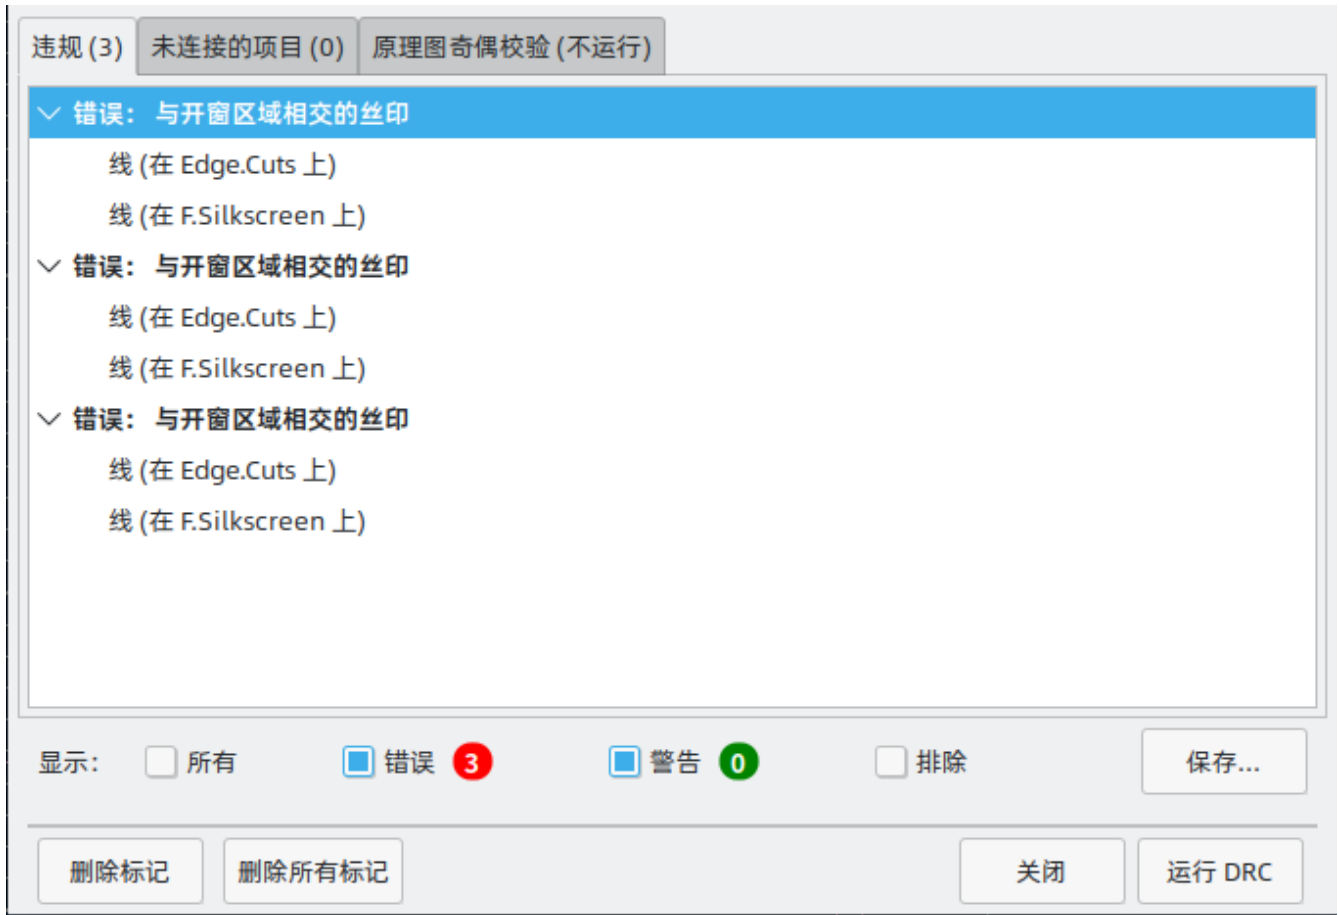 违规 (3) 未连接的项目 (0) 原理图奇偶校验 (不运行)
错误： 与开窗区域相交的丝印
线 (在 Edge.Cuts 上)
线 (在 F.Silkscreen 上)
错误： 与开窗区域相交的丝印
线 (在 Edge.Cuts 上)
线 (在 F.Silkscreen 上)
错误： 与开窗区域相交的丝印
线 (在 Edge.Cuts 上)
线 (在 F.Silkscreen 上)
显示： 所有 错误 3 警告 0 排除 保存...
删除标记 删除所有标记 关闭 运行 DRC